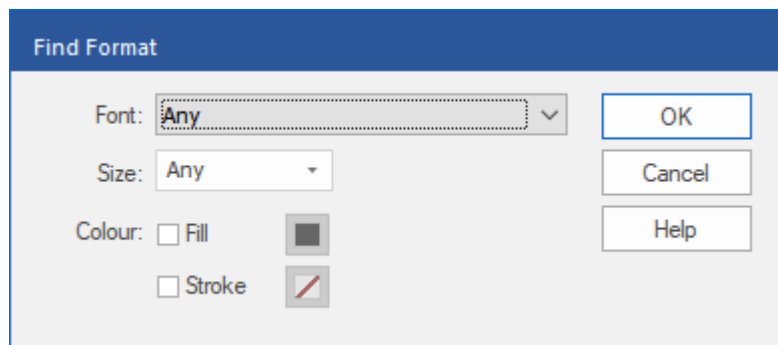 Find Format
Font: Any OK
Size: Any Cancel
Colour: Fill Help
Stroke